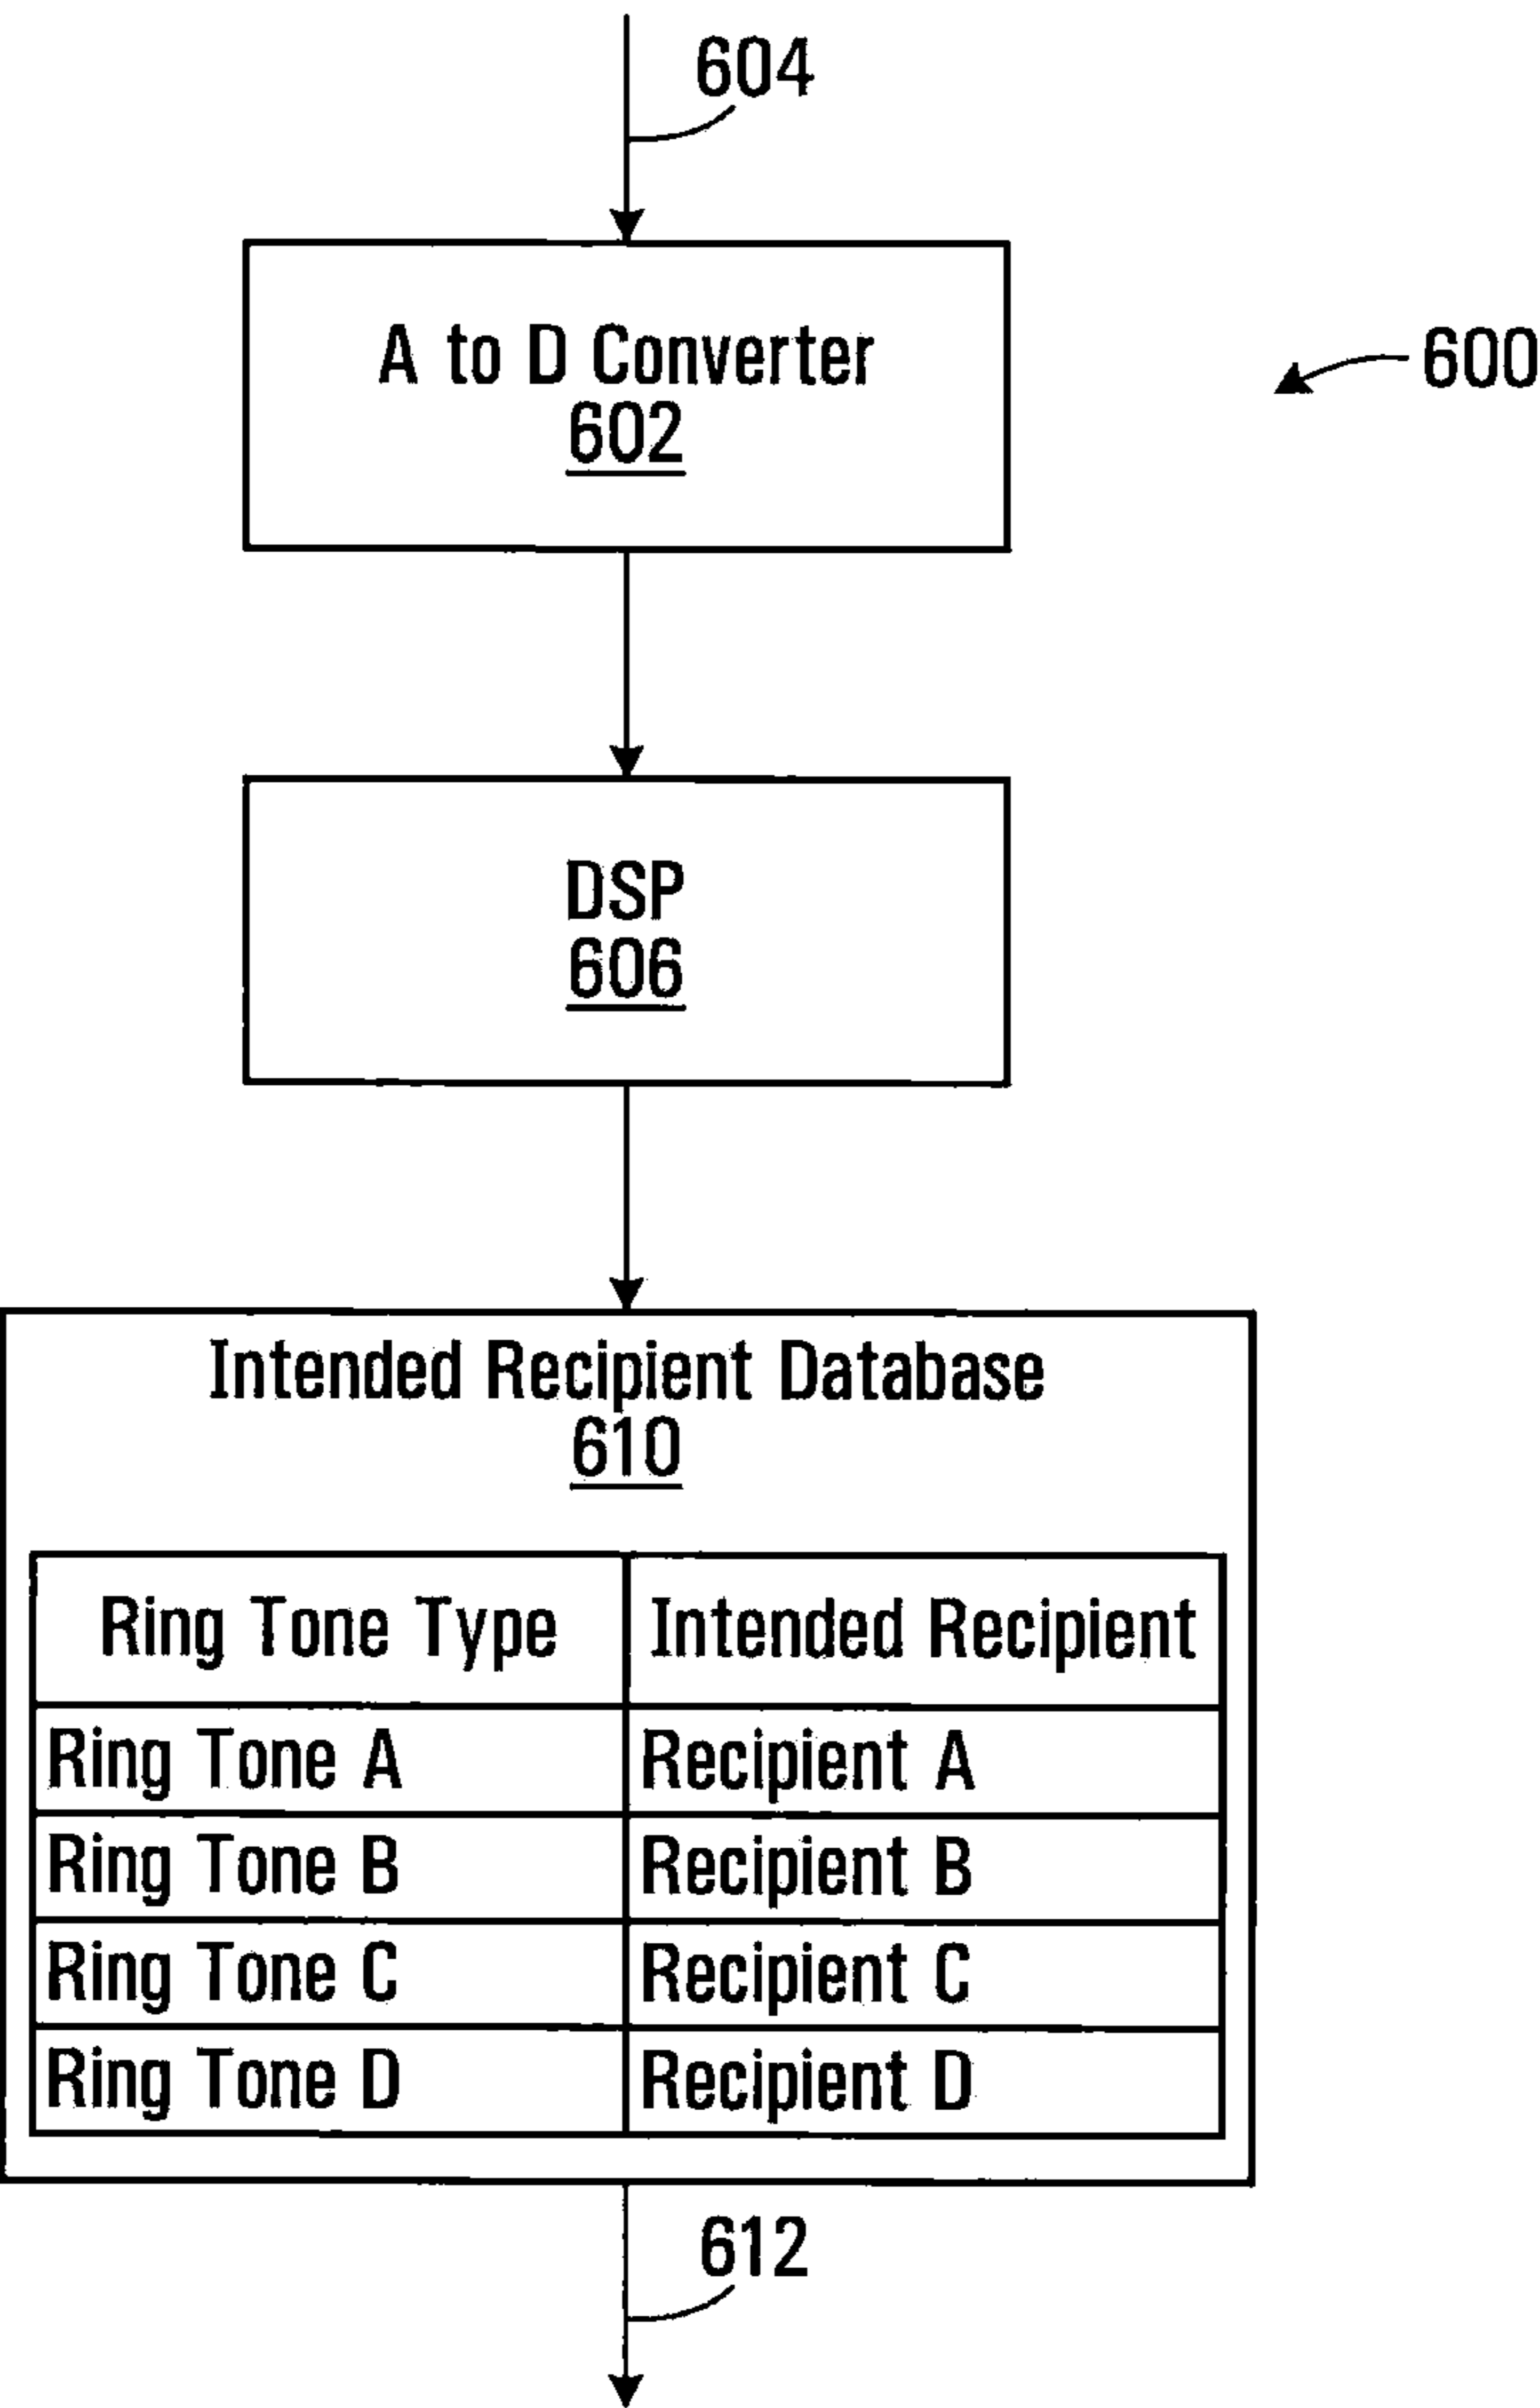 604
A to D Converter
602
600
DSP
606
Intended Recipient Database
610
Ring Tone Type Intended Recipient
Ring Tone A Recipient A
Ring Tone B Recipient B
Ring Tone C Recipient C
Ring Tone D Recipient D
612